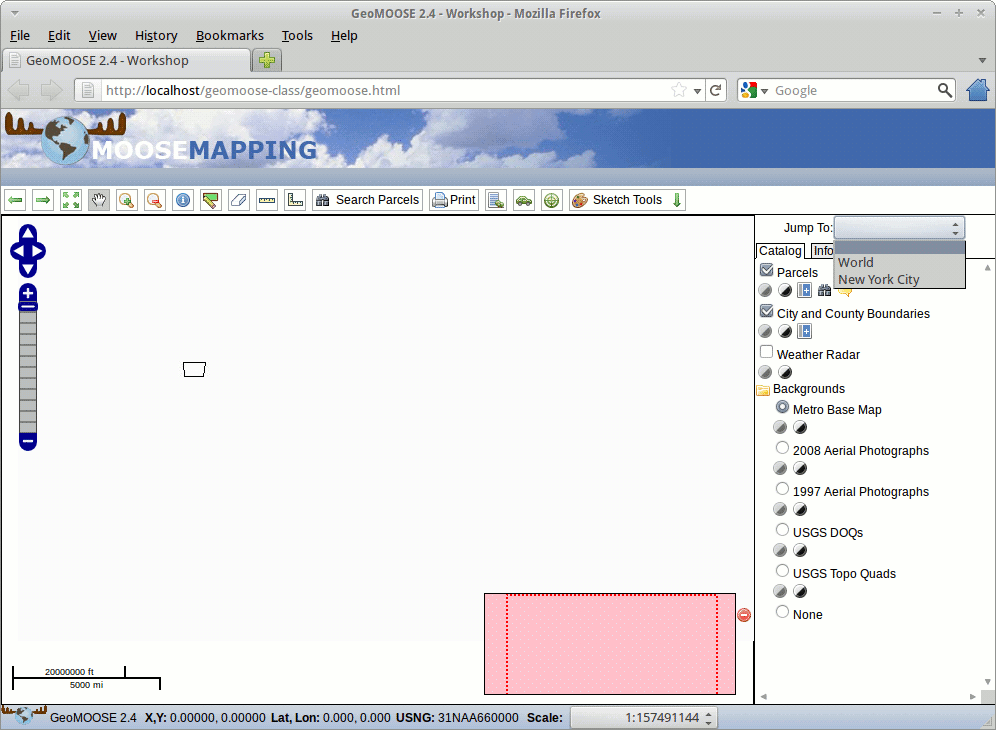 GeoMOOSE 2.4 - Workshop - Mozilla Firefox
File Edit View History Bookmarks Tools Help
GeoMOOSE 2.4 - Workshop
http://localhost/geomoose-class/geomoose.html
Google
MOOSEMAPPING
Search Parcels Print Sketch Tools
Jump To:
World
New York City
Catalog Info
Parcels
City and County Boundaries
Weather Radar
Backgrounds
Metro Base Map
2008 Aerial Photographs
1997 Aerial Photographs
USGS DOQs
USGS Topo Quads
None
20000000 ft
5000 mi
GeoMOOSE 2.4 X,Y: 0.00000, 0.00000 Lat, Lon: 0.000, 0.000 USNG: 31NAA660000 Scale: 1:157491144